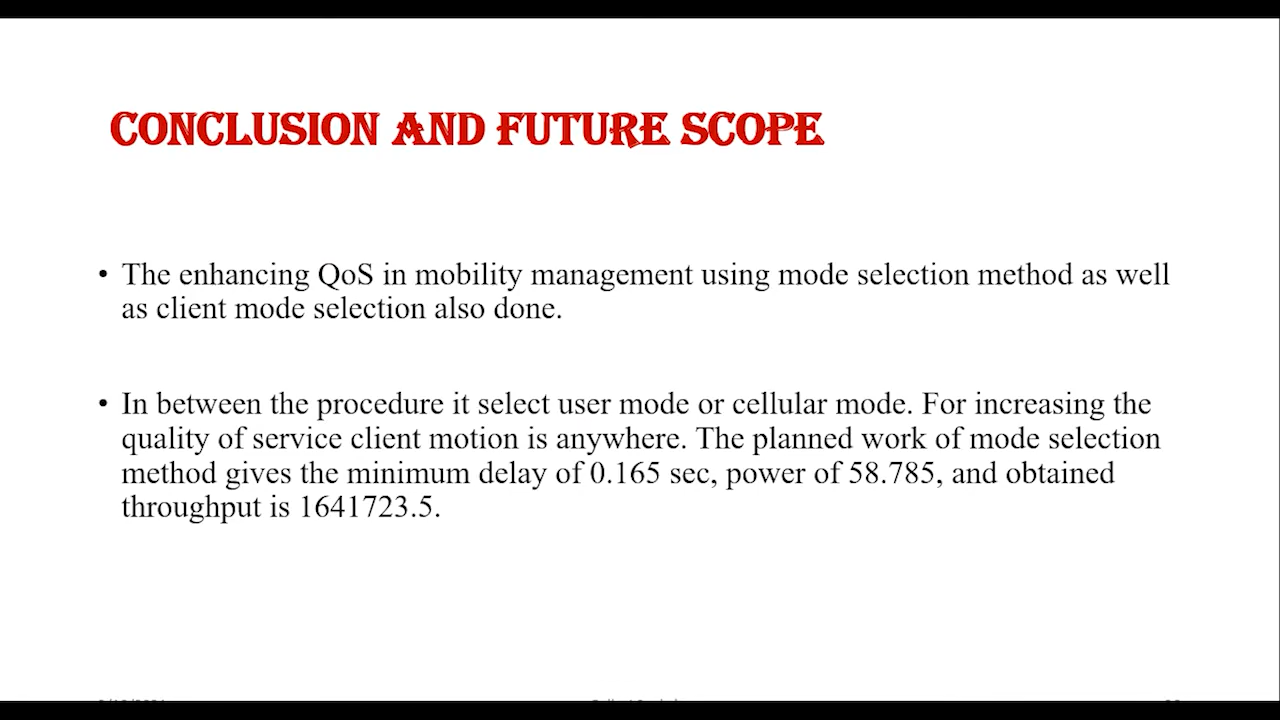 CONCLUSION AND FUTURE SCOPE
• The enhancing QoS in mobility management using mode selection method as well
as client mode selection also done.
• In between the procedure it select user mode or cellular mode. For increasing the
quality of service client motion is anywhere. The planned work of mode selection
method gives the minimum delay of 0.165 sec, power of 58.785, and obtained
throughput is 1641723.5.